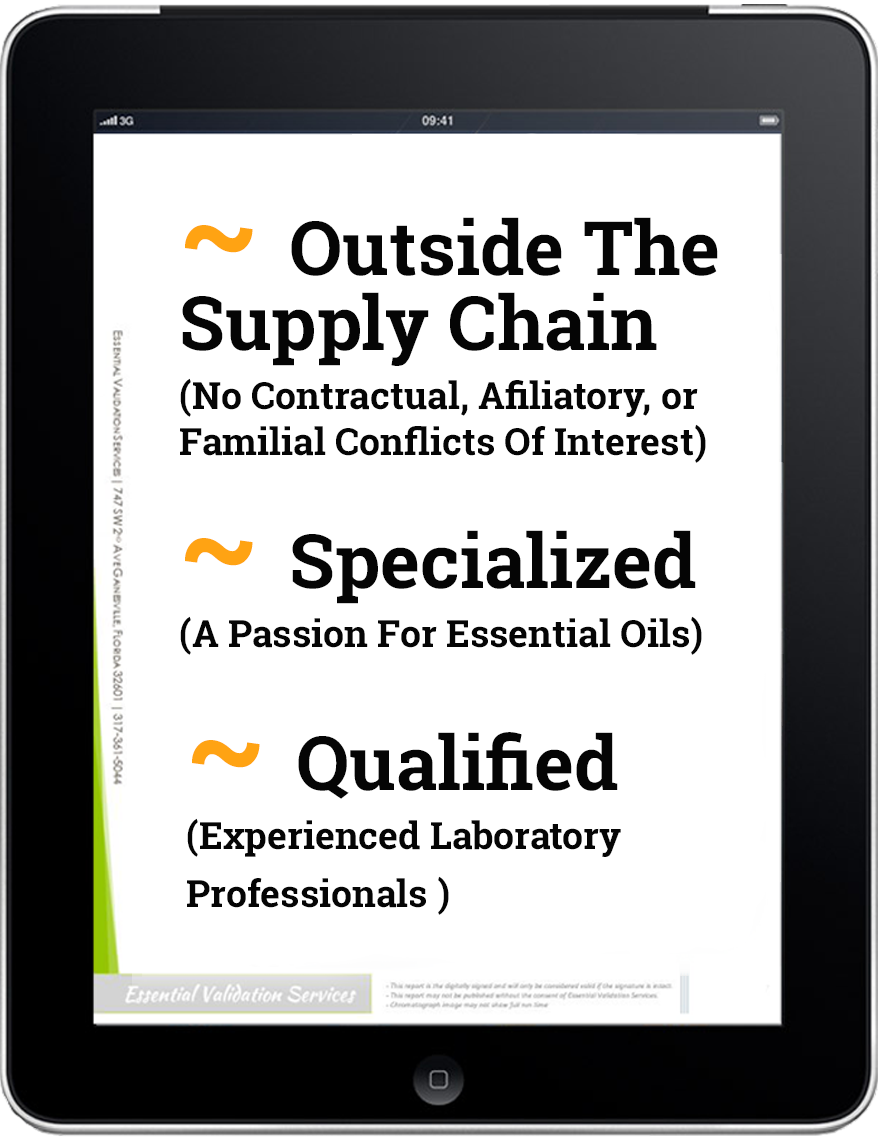 3G
09:41
~ Outside The
Supply Chain
(No Contractual, Afiliatory, or
Familial Conflicts Of Interest)
~ Specialized
(A Passion For Essential Oils)
~ Qualified
(Experienced Laboratory
Professionals )
Essential Validation Services | 747 SW 2ND Ave Gainesville, Florida 32601 | 317-361-5044
Essential Validation Services
- This report is the digitally signed and will only be considered valid if the signature is intact.
- This report may not be published without the consent of Essential Validation Services.
- Chromatograph image may not show full run time